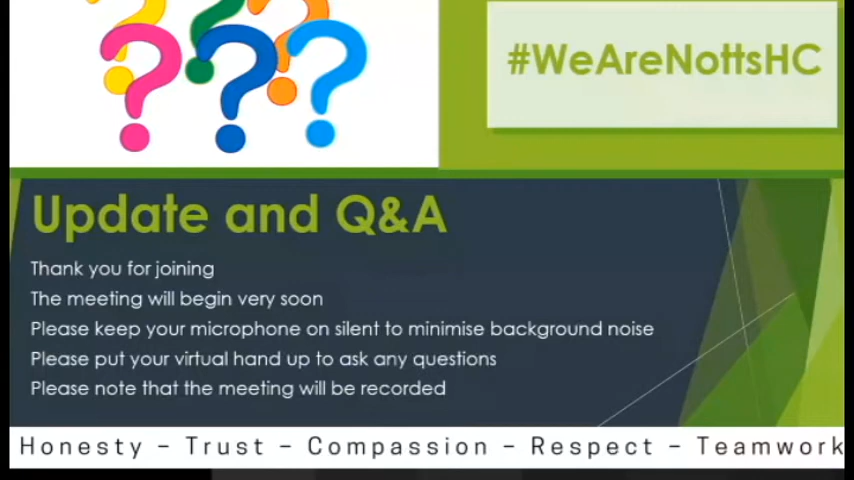 #WeAreNottsHC
Update and Q&A
Thank you for joining
The meeting will begin very soon
Please keep your microphone on silent to minimise background noise
Please put your virtual hand up to ask any questions
Please note that the meeting will be recorded
Honesty – Trust – Compassion – Respect – Teamwork